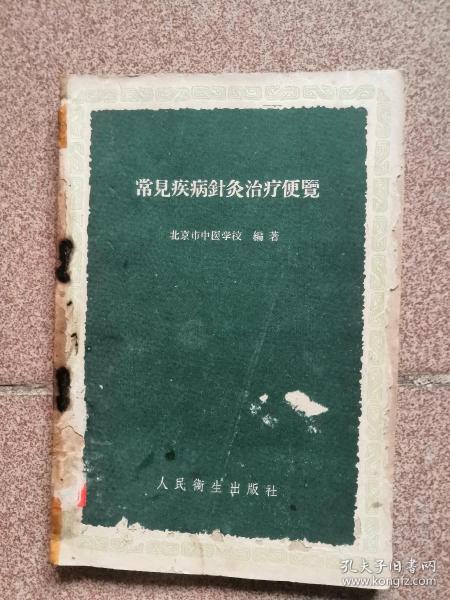 常見疾病針灸治疗便覽
北京市中医学校 編著
人民衛生出版社
孔夫子旧书网
www.kongfz.com